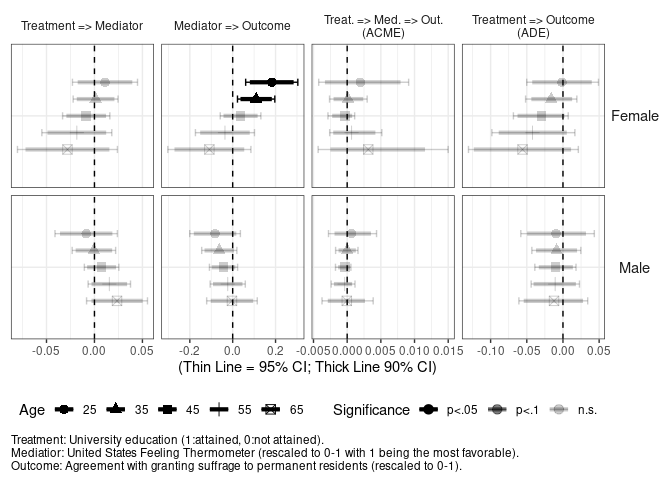 Treatment => Mediator
Mediator => Outcome
Treat. => Med. => Out.
(ACME)
Treatment => Outcome
(ADE)
Female
Male
-0.05 0.00 0.05
-0.2 0.0 0.2
-0.005 0.000 0.005 0.010 0.015
-0.10 -0.05 0.00 0.05
(Thin Line = 95% CI; Thick Line 90% CI)
Age 25 35 45 55 65 Significance p<.05 p<.1 n.s.
Treatment: University education (1:attained, 0:not attained).
Mediatior: United States Feeling Thermometer (rescaled to 0-1 with 1 being the most favorable).
Outcome: Agreement with granting suffrage to permanent residents (rescaled to 0-1).